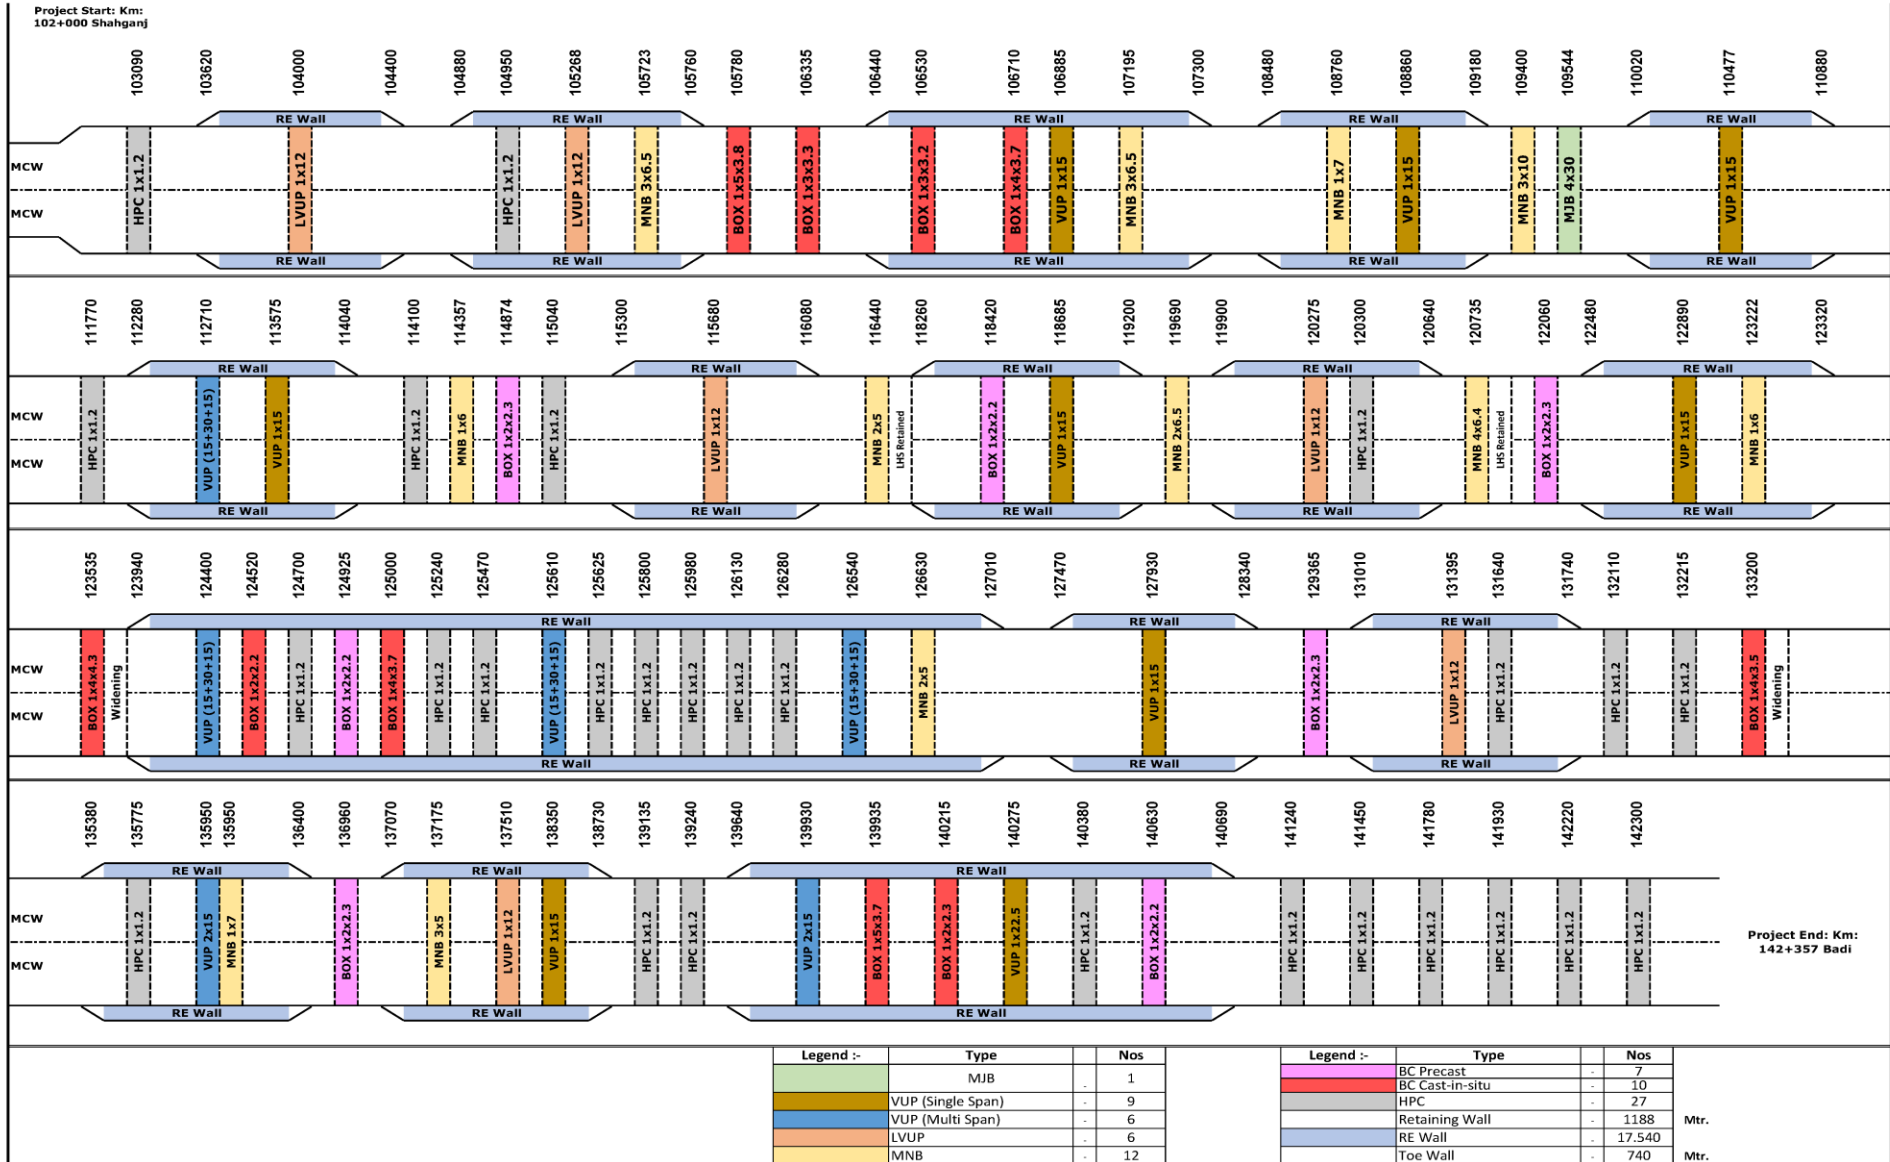 Project Start: Km:
102+000 Shahganj
103090 103620 104000 104400 104880 104950 105268 105723 105760 105780 106335 106440 106530 106710 106885 107195 107300 108480 108760 108860 109180 109400 109544 110020 110477 110880
RE Wall RE Wall RE Wall RE Wall RE Wall
MCW
HPC 1x1.2 LVUP 1x12 HPC 1x1.2 LVUP 1x12 MNB 3x6.5 BOX 1x5x3.8 BOX 1x3x3.3 BOX 1x3x3.2 BOX 1x4x3.7 VUP 1x15 MNB 3x6.5 MNB 1x7 VUP 1x15 MNB 3x10 MJB 4x30 VUP 1x15
MCW
RE Wall RE Wall RE Wall RE Wall RE Wall
111770 112280 112710 113575 114040 114100 114357 114874 115040 115300 115680 116080 116440 118260 118420 118685 119200 119690 119900 120275 120300 120640 120735 122060 122480 122890 123222 123320
RE Wall RE Wall RE Wall RE Wall RE Wall
MCW
HPC 1x1.2 VUP (15+30+15) VUP 1x15 HPC 1x1.2 MNB 1x6 BOX 1x2x2.3 HPC 1x1.2 LVUP 1x12 MNB 2x5 LHS Retained BOX 1x2x2.2 VUP 1x15 MNB 2x6.5 LVUP 1x12 HPC 1x1.2 MNB 4x6.4 LHS Retained BOX 1x2x2.3 VUP 1x15 MNB 1x6
MCW
RE Wall RE Wall RE Wall RE Wall RE Wall
123535 123940 124400 124520 124700 124925 125000 125240 125470 125610 125625 125800 125980 126130 126280 126540 126630 127010 127470 127930 128340 129365 131010 131395 131640 131740 132110 132215 133200
RE Wall RE Wall RE Wall
MCW
BOX 1x4x4.3 Widening VUP (15+30+15) BOX 1x2x2.2 HPC 1x1.2 BOX 1x2x2.2 BOX 1x4x3.7 HPC 1x1.2 HPC 1x1.2 VUP (15+30+15) HPC 1x1.2 HPC 1x1.2 HPC 1x1.2 HPC 1x1.2 HPC 1x1.2 VUP (15+30+15) MNB 2x5 VUP 1x15 BOX 1x2x2.3 LVUP 1x12 HPC 1x1.2 HPC 1x1.2 HPC 1x1.2 BOX 1x4x3.5 Widening
MCW
RE Wall RE Wall RE Wall
135380 135775 135950 135950 136400 136960 137070 137175 137510 138350 138730 139135 139240 139640 139930 139935 140215 140275 140380 140630 140690 141240 141450 141780 141930 142220 142300
RE Wall RE Wall RE Wall
MCW
HPC 1x1.2 VUP 2x15 MNB 1x7 BOX 1x2x2.3 MNB 3x5 LVUP 1x12 VUP 1x15 HPC 1x1.2 HPC 1x1.2 VUP 2x15 BOX 1x5x3.7 BOX 1x2x2.3 VUP 1x22.5 HPC 1x1.2 BOX 1x2x2.2 HPC 1x1.2 HPC 1x1.2 HPC 1x1.2 HPC 1x1.2 HPC 1x1.2 HPC 1x1.2
MCW
RE Wall RE Wall RE Wall
Project End: Km:
142+357 Badi
Legend :- Type Nos
MJB - 1
VUP (Single Span) - 9
VUP (Multi Span) - 6
LVUP - 6
MNB - 12
Legend :- Type Nos
BC Precast - 7
BC Cast-in-situ - 10
HPC - 27
Retaining Wall - 1188 Mtr.
RE Wall - 17.540
Toe Wall - 740 Mtr.